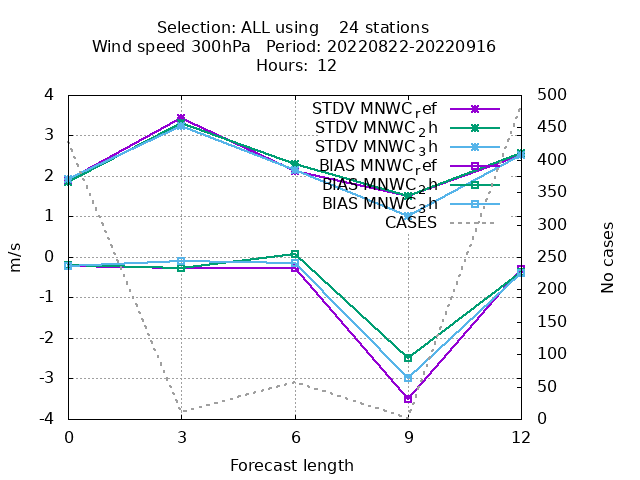 Selection: ALL using    24 stations
Wind speed 300hPa   Period: 20220822-20220916
Hours: 12
STDV MNWC_ref
STDV MNWC_2h
STDV MNWC_3h
BIAS MNWC_ref
BIAS MNWC_2h
BIAS MNWC_3h
CASES
4
3
2
1
0
-1
-2
-3
-4
m/s
500
450
400
350
300
250
200
150
100
50
0
No cases
0 3 6 9 12
Forecast length